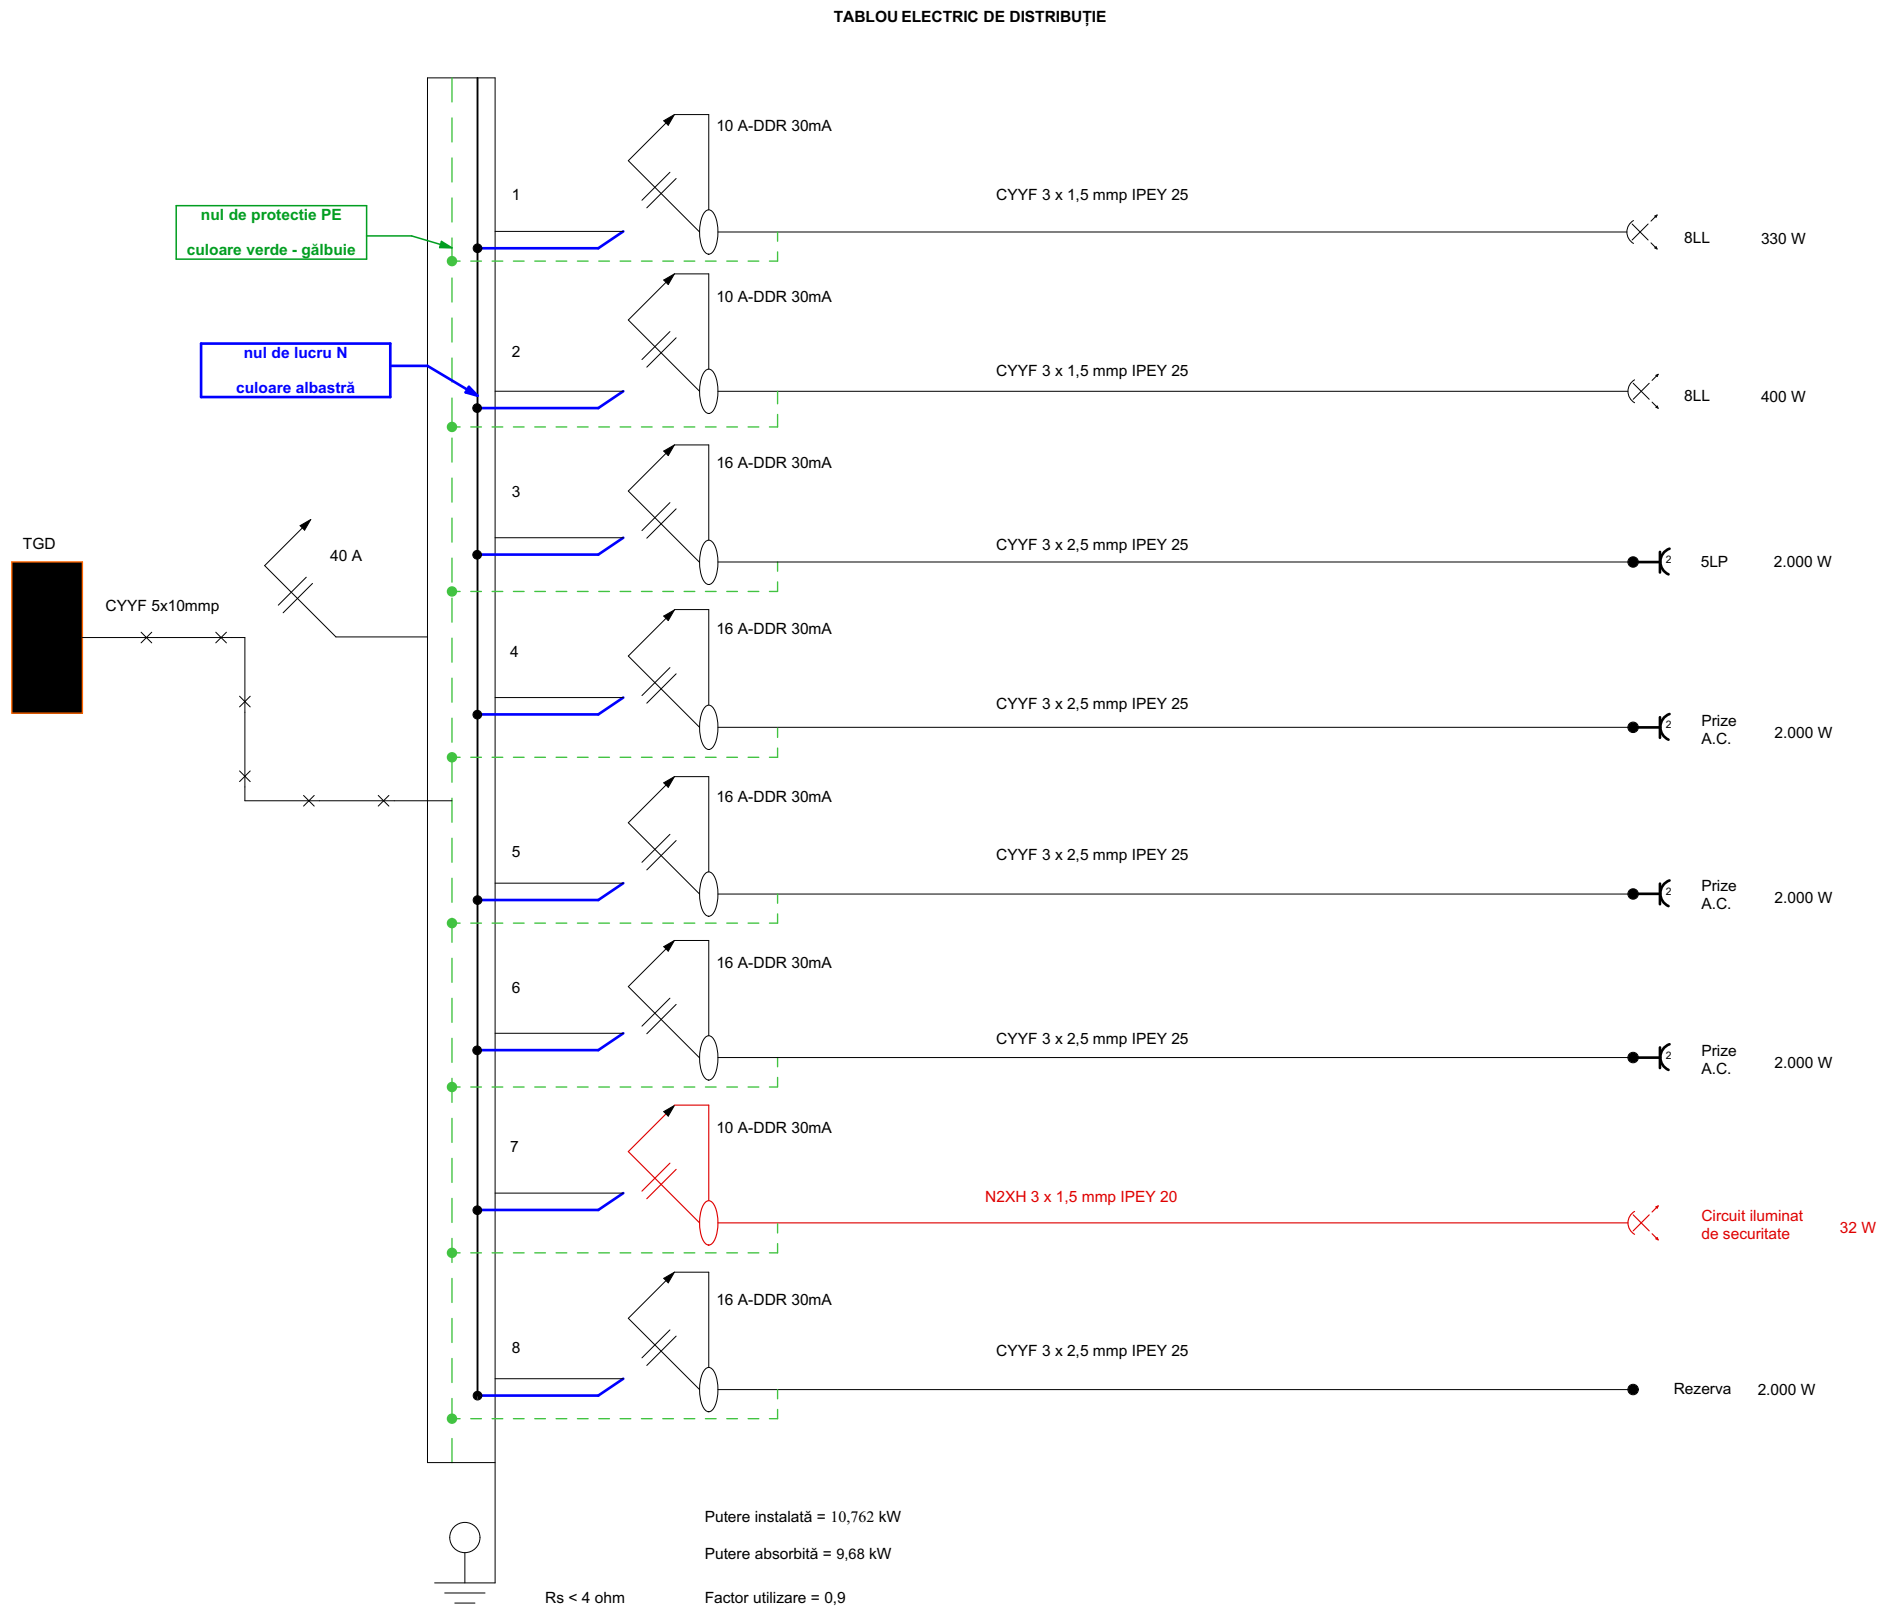 TABLOU ELECTRIC DE DISTRIBUȚIE
10 A-DDR 30mA
1
CYYF 3 x 1,5 mmp IPEY 25
nul de protectie PE
culoare verde - gălbuie
8LL 330 W
10 A-DDR 30mA
nul de lucru N
culoare albastră
2
CYYF 3 x 1,5 mmp IPEY 25
8LL 400 W
16 A-DDR 30mA
3
CYYF 3 x 2,5 mmp IPEY 25
2
5LP 2.000 W
TGD
40 A
CYYF 5x10mmp
16 A-DDR 30mA
4
CYYF 3 x 2,5 mmp IPEY 25
2
Prize
A.C. 2.000 W
16 A-DDR 30mA
5
CYYF 3 x 2,5 mmp IPEY 25
2
Prize
A.C. 2.000 W
16 A-DDR 30mA
6
CYYF 3 x 2,5 mmp IPEY 25
2
Prize
A.C. 2.000 W
10 A-DDR 30mA
7
N2XH 3 x 1,5 mmp IPEY 20
Circuit iluminat
de securitate 32 W
16 A-DDR 30mA
8
CYYF 3 x 2,5 mmp IPEY 25
Rezerva 2.000 W
Putere instalată = 10,762 kW
Putere absorbită = 9,68 kW
Rs < 4 ohm
Factor utilizare = 0,9